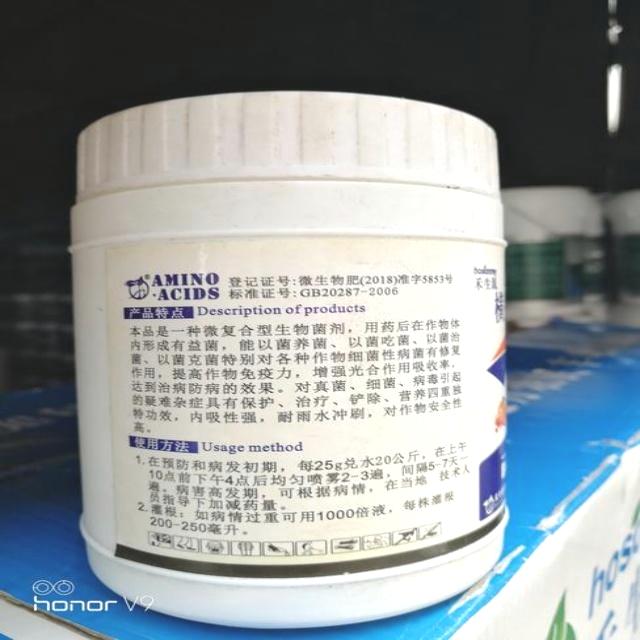 AMINO ACIDS
登记证号:微生物肥(2018)准字5853号
标准证号:GB20287-2006
产品特点 Description of products
本品是一种微复合型生物菌剂,用药后在作物体
内形成有益菌,能以菌养菌、以菌吃菌、以菌治
菌、以菌克菌特别对各种作物细菌性病菌有修复
作用,提高作物免疫力,增强光合作用吸收率,
达到治病防病的效果。对真菌、细菌、病毒引起
的疑难杂症具有保护、治疗、铲除、营养四重独
特功效,内吸性强,耐雨水冲刷,对作物安全性
高。
使用方法 Usage method
1.在预防和病发初期,每25g兑水20公斤,在上午
10点前下午4点后均匀喷雾2-3遍,间隔5-7天一
遍。病害高发期,可根据病情,在当地 技术人
员指导下加减药量。
2.灌根:如病情过重可用1000倍液,每株灌根
200-250毫升。
禾生
honor V9
hos